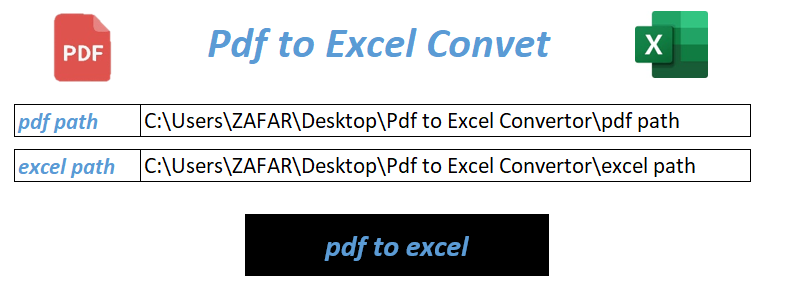 PDF
Pdf to Excel Convet
X
pdf path C:\Users\ZAFAR\Desktop\Pdf to Excel Convertor\pdf path
excel path C:\Users\ZAFAR\Desktop\Pdf to Excel Convertor\excel path
pdf to excel